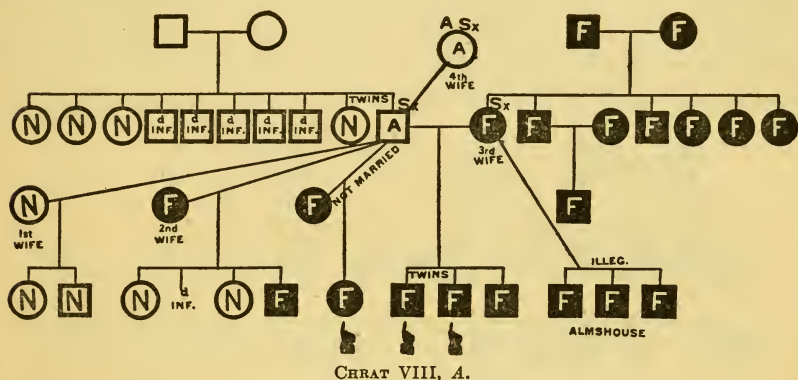 A Sx
A
F F
4th
WIFE
TWINS Sx Sx
N N N d INF. d INF. d INF. d INF. d INF. N A F F F F F F F
3rd
WIFE
NOT MARRIED
N F F F
1st
WIFE
2nd
WIFE
TWINS ILLEG.
N N N d INF. N F F F F F F F F
ALMSHOUSE
CHRAT VIII, A.